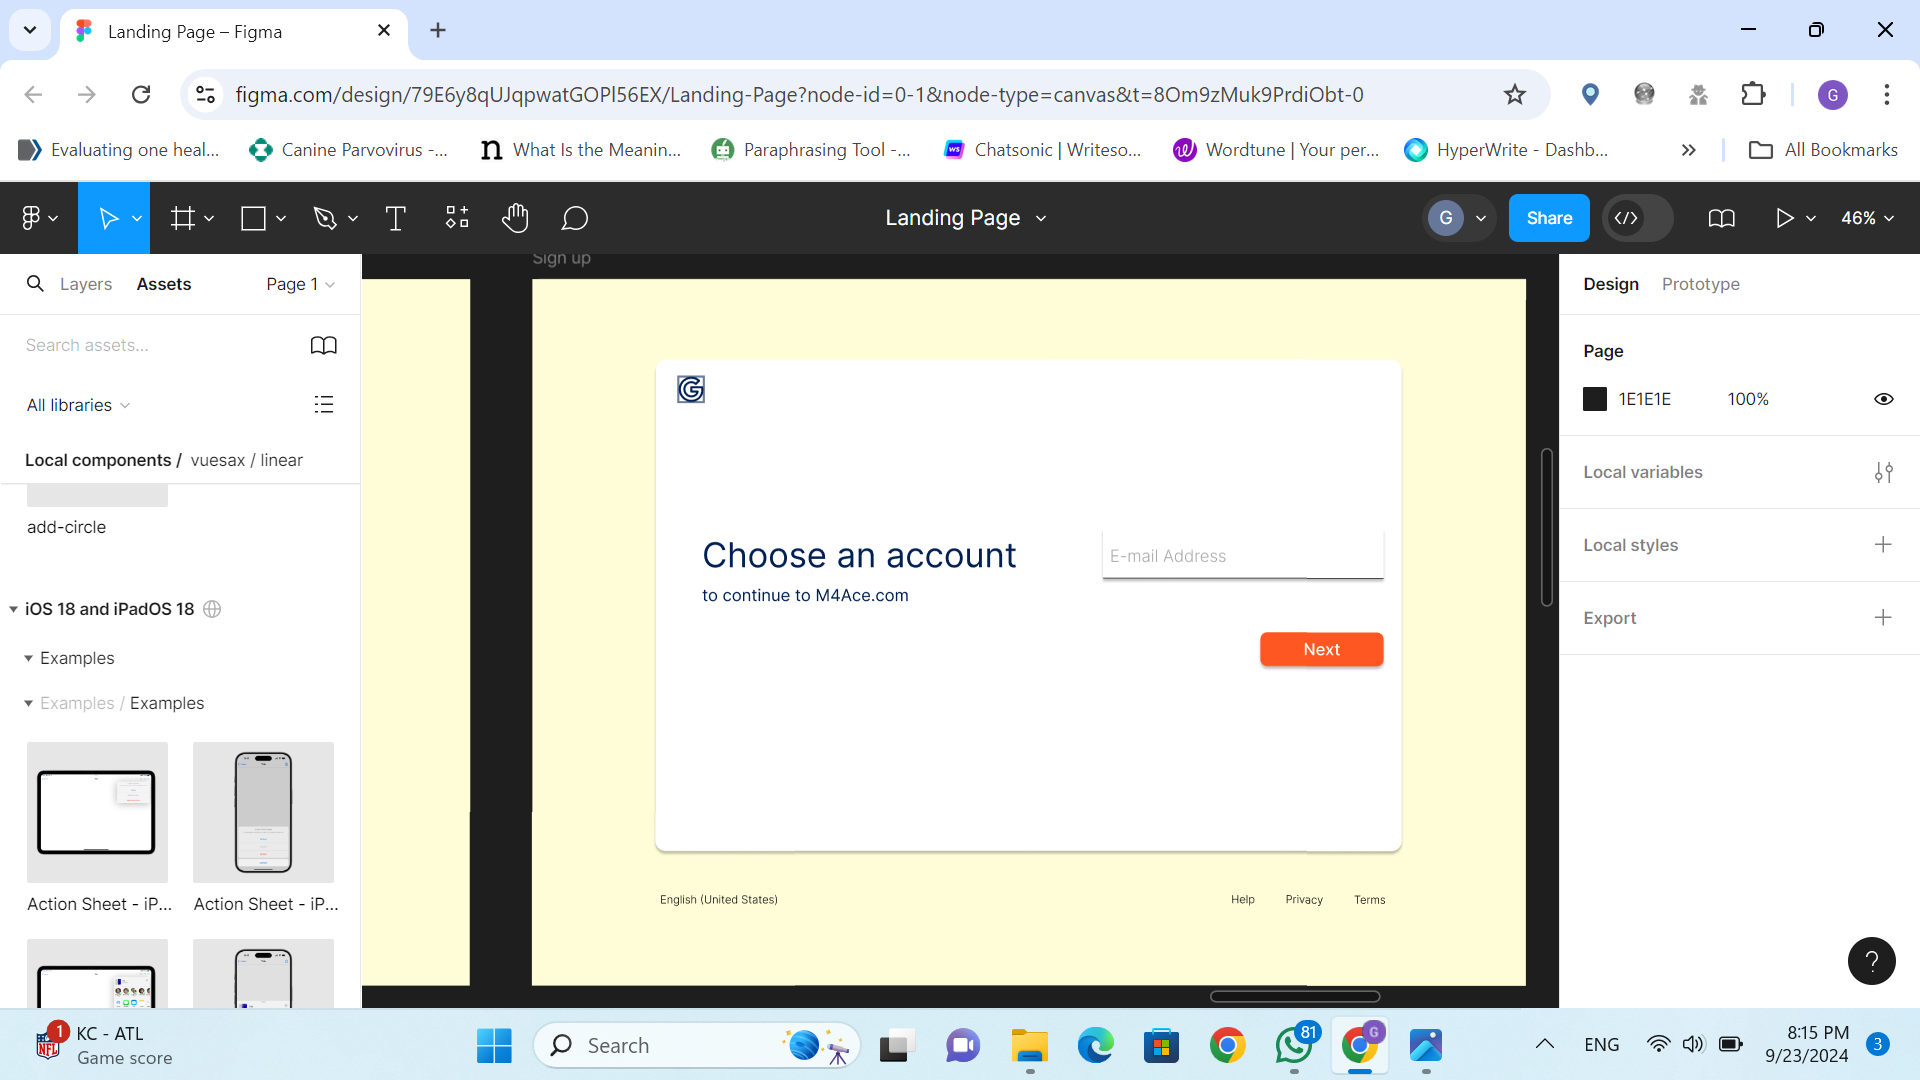 Landing Page – Figma
figma.com/design/79E6y8qUJqpwatGOPl56EX/Landing-Page?node-id=0-1&node-type=canvas&t=8Om9zMuk9PrdiObt-0
G
Evaluating one heal...
Canine Parvovirus -...
What Is the Meanin...
Paraphrasing Tool -...
Chatsonic | Writeso...
Wordtune | Your per...
HyperWrite - Dashb...
All Bookmarks
Landing Page
G
Share
46%
Layers
Assets
Page 1
Search assets...
All libraries
Local components / vuesax / linear
add-circle
iOS 18 and iPadOS 18
Examples
Examples / Examples
Action Sheet - iP...
Action Sheet - iP...
Sign up
G
Choose an account
to continue to M4Ace.com
E-mail Address
Next
English (United States)
Help
Privacy
Terms
Design
Prototype
Page
1E1E1E
100%
Local variables
Local styles
Export
?
1
NFL
KC - ATL
Game score
Search
81
G
ENG
8:15 PM
9/23/2024
3